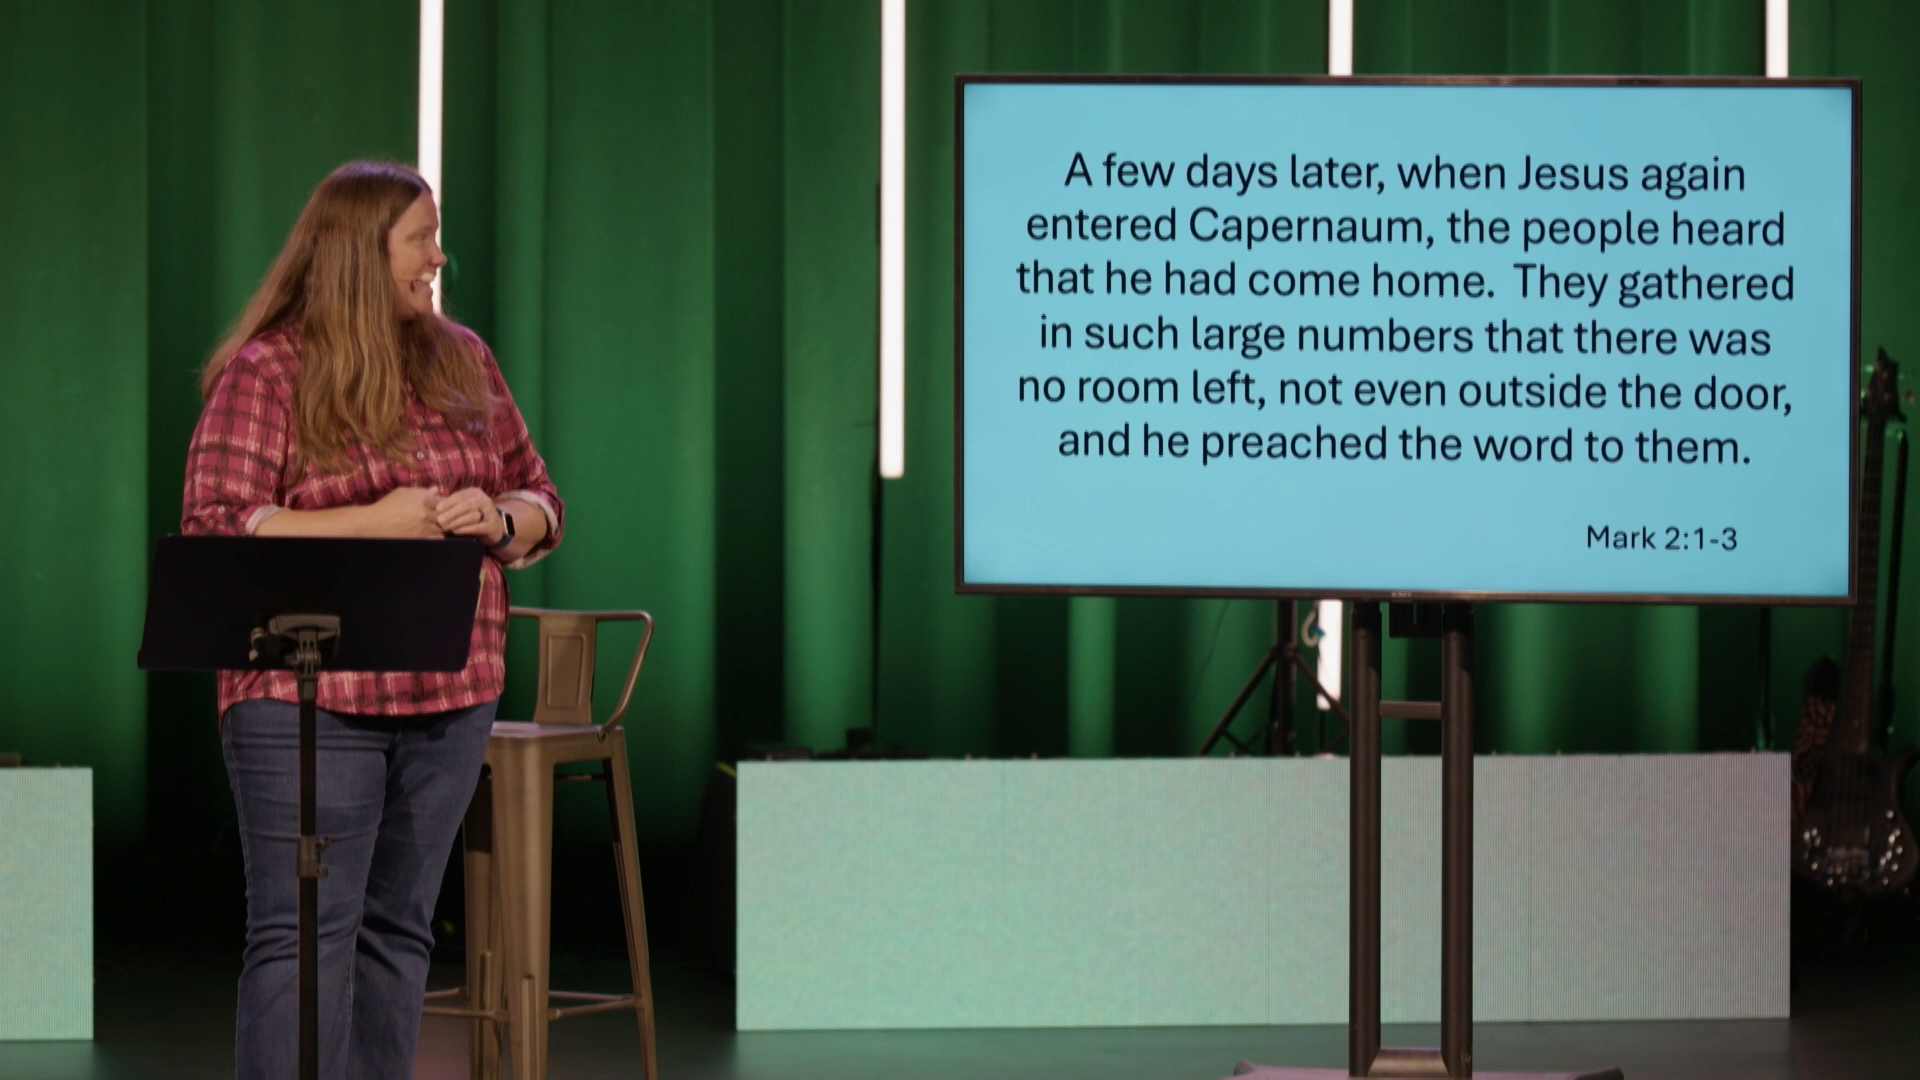 A few days later, when Jesus again
entered Capernaum, the people heard
that he had come home. They gathered
in such large numbers that there was
no room left, not even outside the door,
and he preached the word to them.
Mark 2:1-3